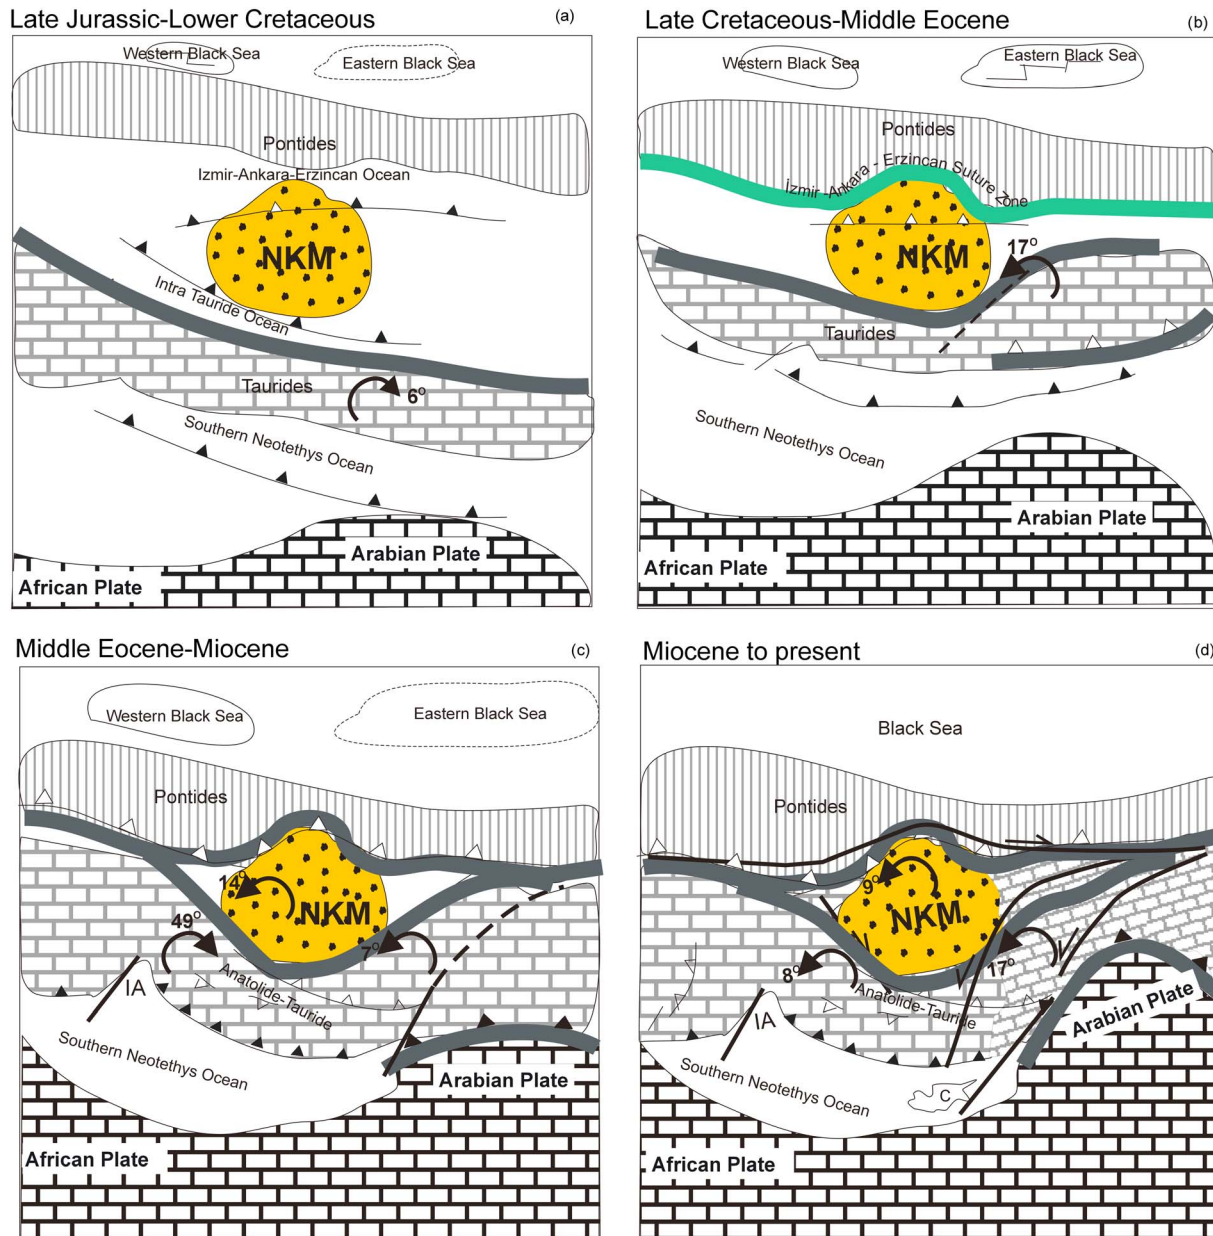 Late Jurassic-Lower Cretaceous
(a)
Western Black Sea
Eastern Black Sea
Pontides
Izmir-Ankara-Erzincan Ocean
NKM
Intra Tauride Ocean
Taurides
6°
Southern Neotethys Ocean
Arabian Plate
African Plate
Late Cretaceous-Middle Eocene
(b)
Western Black Sea
Eastern Black Sea
Pontides
İzmir -Ankara - Erzincan Suture Zone
NKM
17°
Taurides
Southern Neotethys Ocean
Arabian Plate
African Plate
Middle Eocene-Miocene
(c)
Western Black Sea
Eastern Black Sea
Pontides
14°
NKM
49°
7°
Anatolide-Tauride
IA
Southern Neotethys Ocean
Arabian Plate
African Plate
Miocene to present
(d)
Black Sea
Pontides
9°
NKM
8°
17°
Anatolide-Tauride
IA
Arabian Plate
Southern Neotethys Ocean
C
African Plate